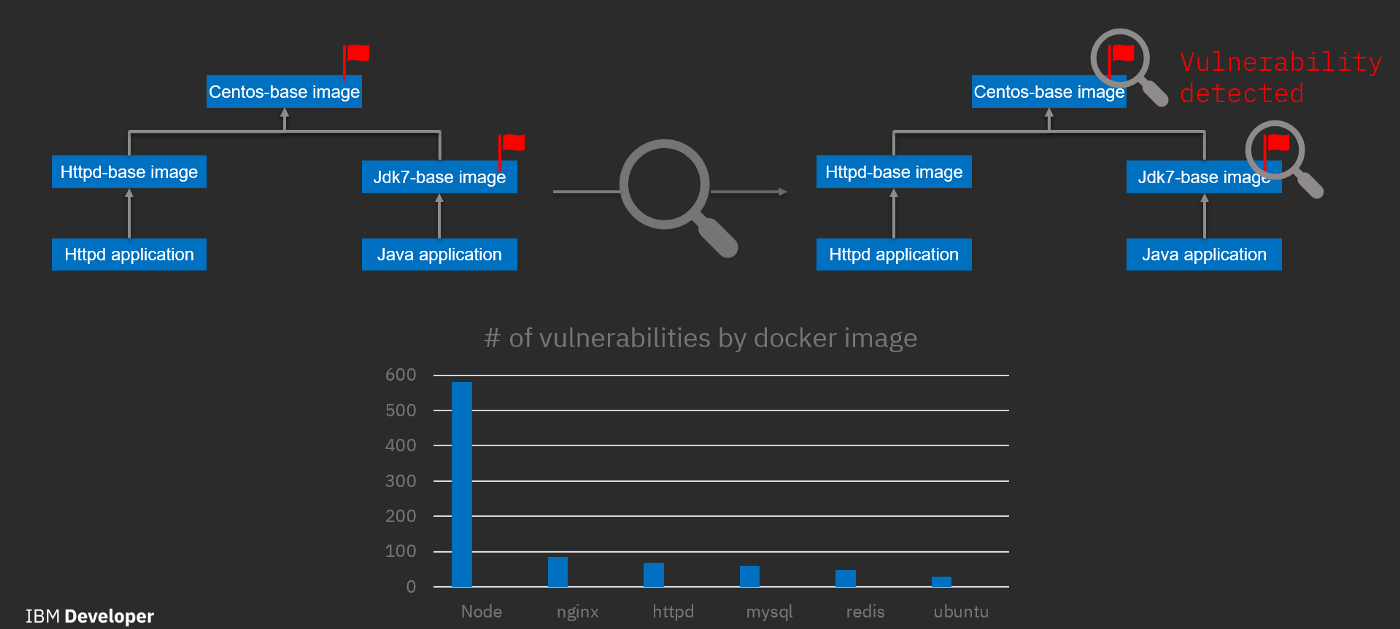 Centos-base image
Httpd-base image
Jdk7-base image
Httpd application
Java application
Vulnerability
detected
Centos-base image
Httpd-base image
Jdk7-base image
Httpd application
Java application
# of vulnerabilities by docker image
600
500
400
300
200
100
0
Node nginx httpd mysql redis ubuntu
IBM Developer